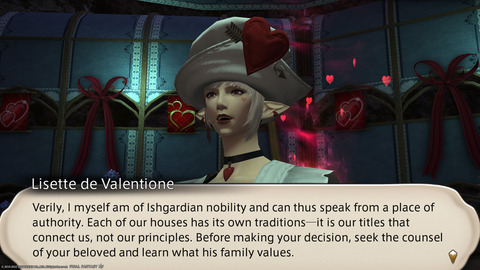 Lisette de Valentione
Verily, I myself am of Ishgardian nobility and can thus speak from a place of
authority. Each of our houses has its own traditions—it is our titles that
connect us, not our principles. Before making your decision, seek the counsel
of your beloved and learn what his family values.